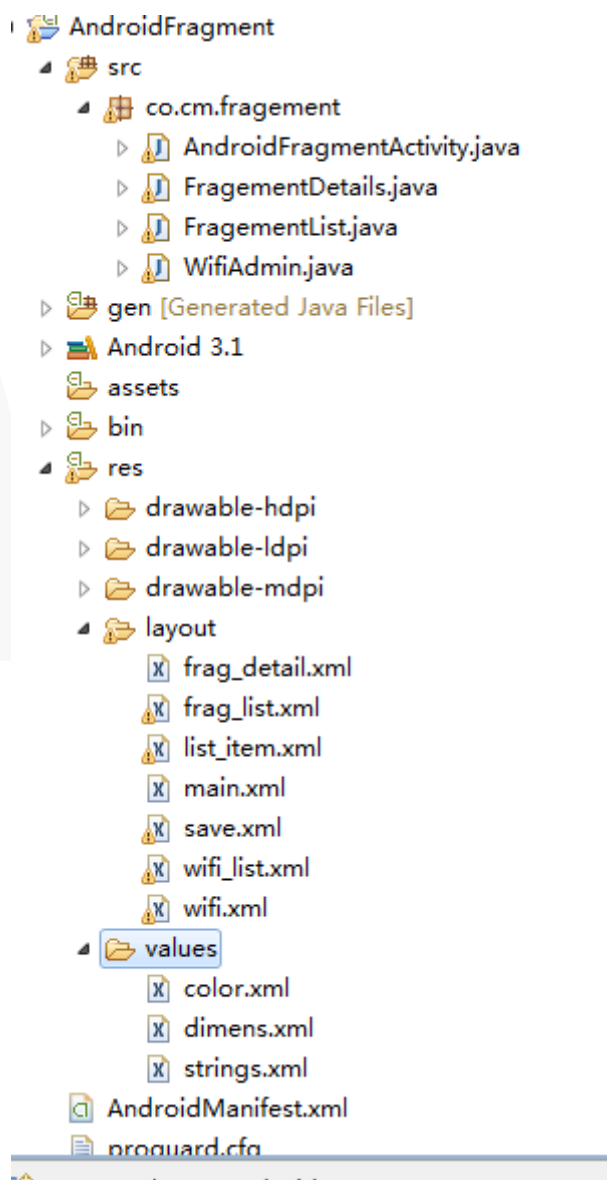 AndroidFragment
src
co.cm.fragement
AndroidFragmentActivity.java
FragementDetails.java
FragementList.java
WifiAdmin.java
gen [Generated Java Files]
Android 3.1
assets
bin
res
drawable-hdpi
drawable-ldpi
drawable-mdpi
layout
frag_detail.xml
frag_list.xml
list_item.xml
main.xml
save.xml
wifi_list.xml
wifi.xml
values
color.xml
dimens.xml
strings.xml
AndroidManifest.xml
proguard.cfg